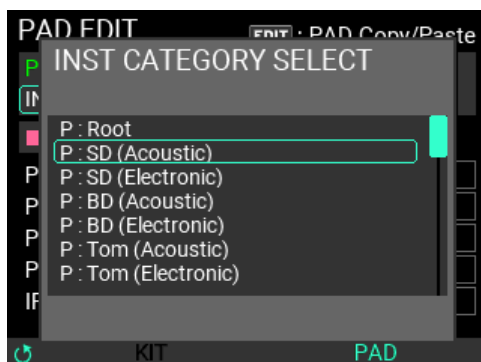 PAD EDIT EDIT : PAD Copy/Paste
INST CATEGORY SELECT
P : Root
P : SD (Acoustic)
P : SD (Electronic)
P : BD (Acoustic)
P : BD (Electronic)
P : Tom (Acoustic)
P : Tom (Electronic)
KIT PAD